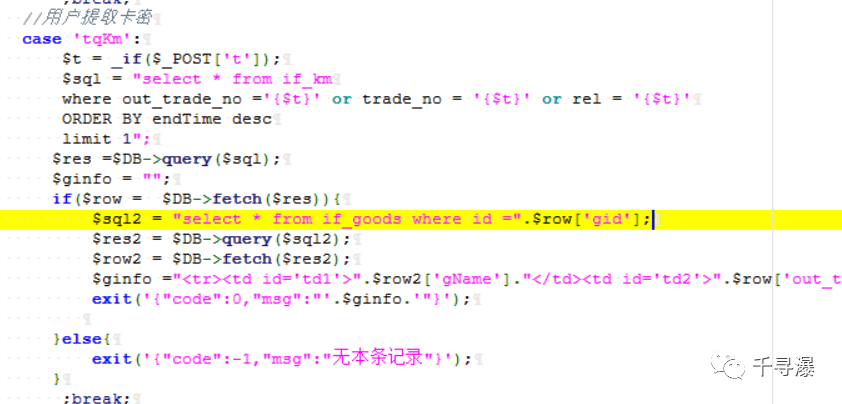 ;break;
//用户提取卡密
case 'tqKm':
$t = _if($_POST['t']);
$sql = "select * from if_km
where out_trade_no ='{$t}' or trade_no = '{$t}' or rel = '{$t}'
ORDER BY endTime desc
limit 1";
$res =$DB->query($sql);
$ginfo = "";
if($row =  $DB->fetch($res)){
$sql2 = "select * from if_goods where id =".$row['gid'];
$res2 = $DB->query($sql2);
$row2 = $DB->fetch($res2);
$ginfo ="<tr><td id='td1'>".$row2['gName']."</td><td id='td2'>".$row['out_t
exit('{"code":0,"msg":"'.$ginfo.'"}');
}else{
exit('{"code":-1,"msg":"无本条记录"}');
}
;break;
千寻瀑